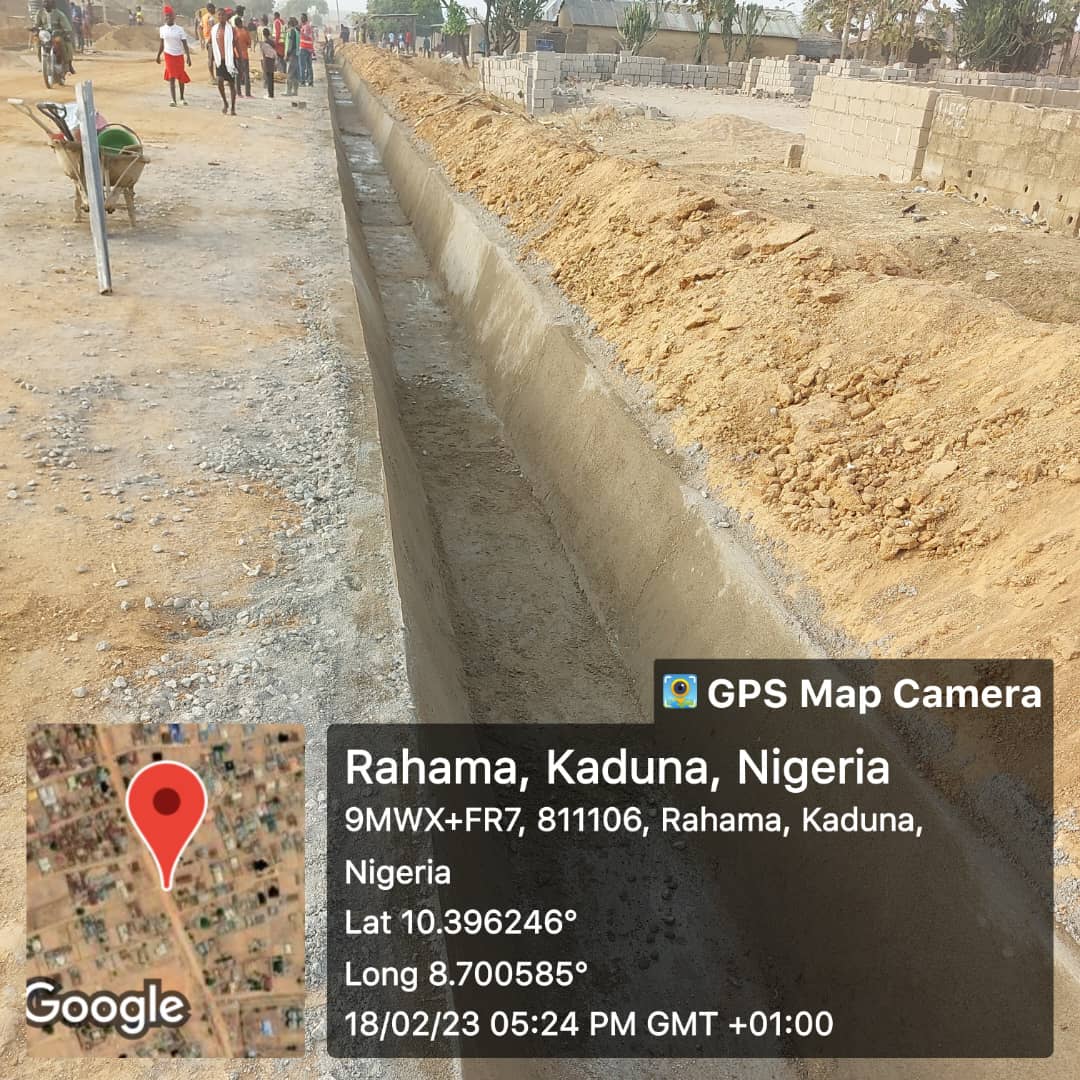 GPS Map Camera
Rahama, Kaduna, Nigeria
9MWX+FR7, 811106, Rahama, Kaduna,
Nigeria
Lat 10.396246°
Long 8.700585°
18/02/23 05:24 PM GMT +01:00
Google